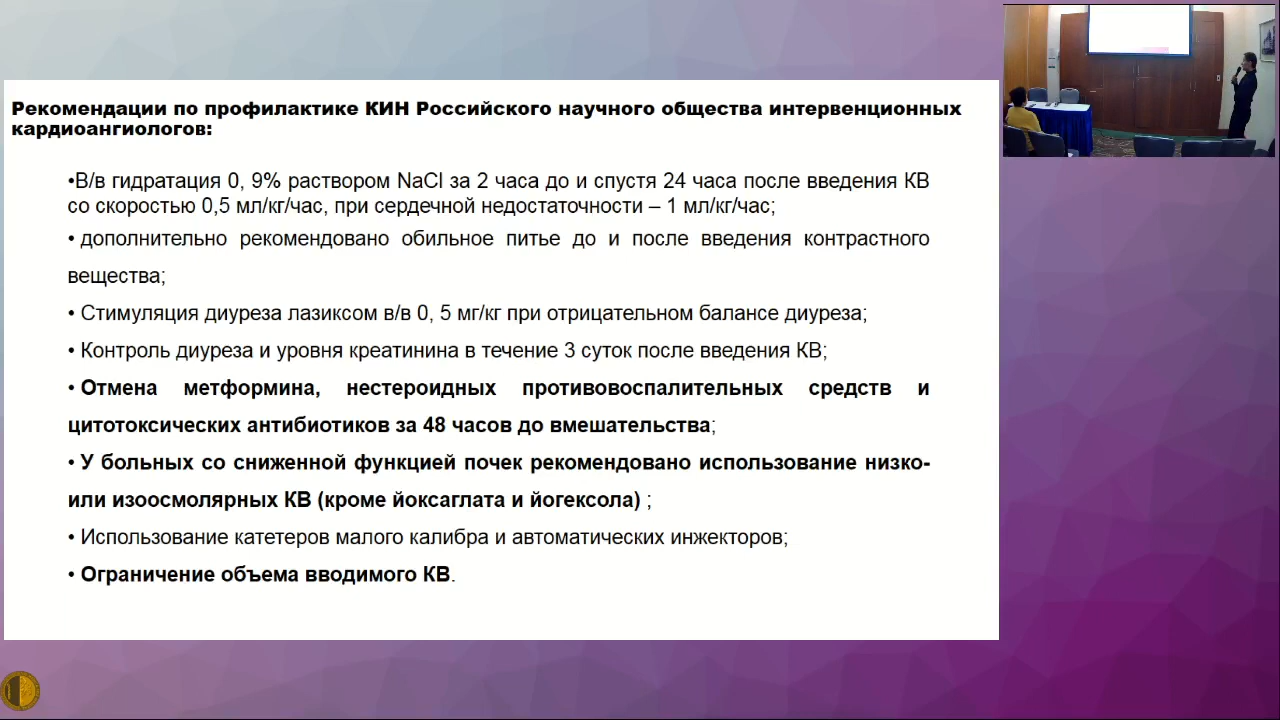 Рекомендации по профилактике КИН Российского научного общества интервенционных
кардиоангиологов:
•В/в гидратация 0, 9% раствором NaCl за 2 часа до и спустя 24 часа после введения КВ
со скоростью 0,5 мл/кг/час, при сердечной недостаточности – 1 мл/кг/час;
• дополнительно рекомендовано обильное питье до и после введения контрастного
вещества;
• Стимуляция диуреза лазиксом в/в 0, 5 мг/кг при отрицательном балансе диуреза;
• Контроль диуреза и уровня креатинина в течение 3 суток после введения КВ;
• Отмена метформина, нестероидных противовоспалительных средств и
цитотоксических антибиотиков за 48 часов до вмешательства;
• У больных со сниженной функцией почек рекомендовано использование низко-
или изоосмолярных КВ (кроме йоксаглата и йогексола) ;
• Использование катетеров малого калибра и автоматических инжекторов;
• Ограничение объема вводимого КВ.